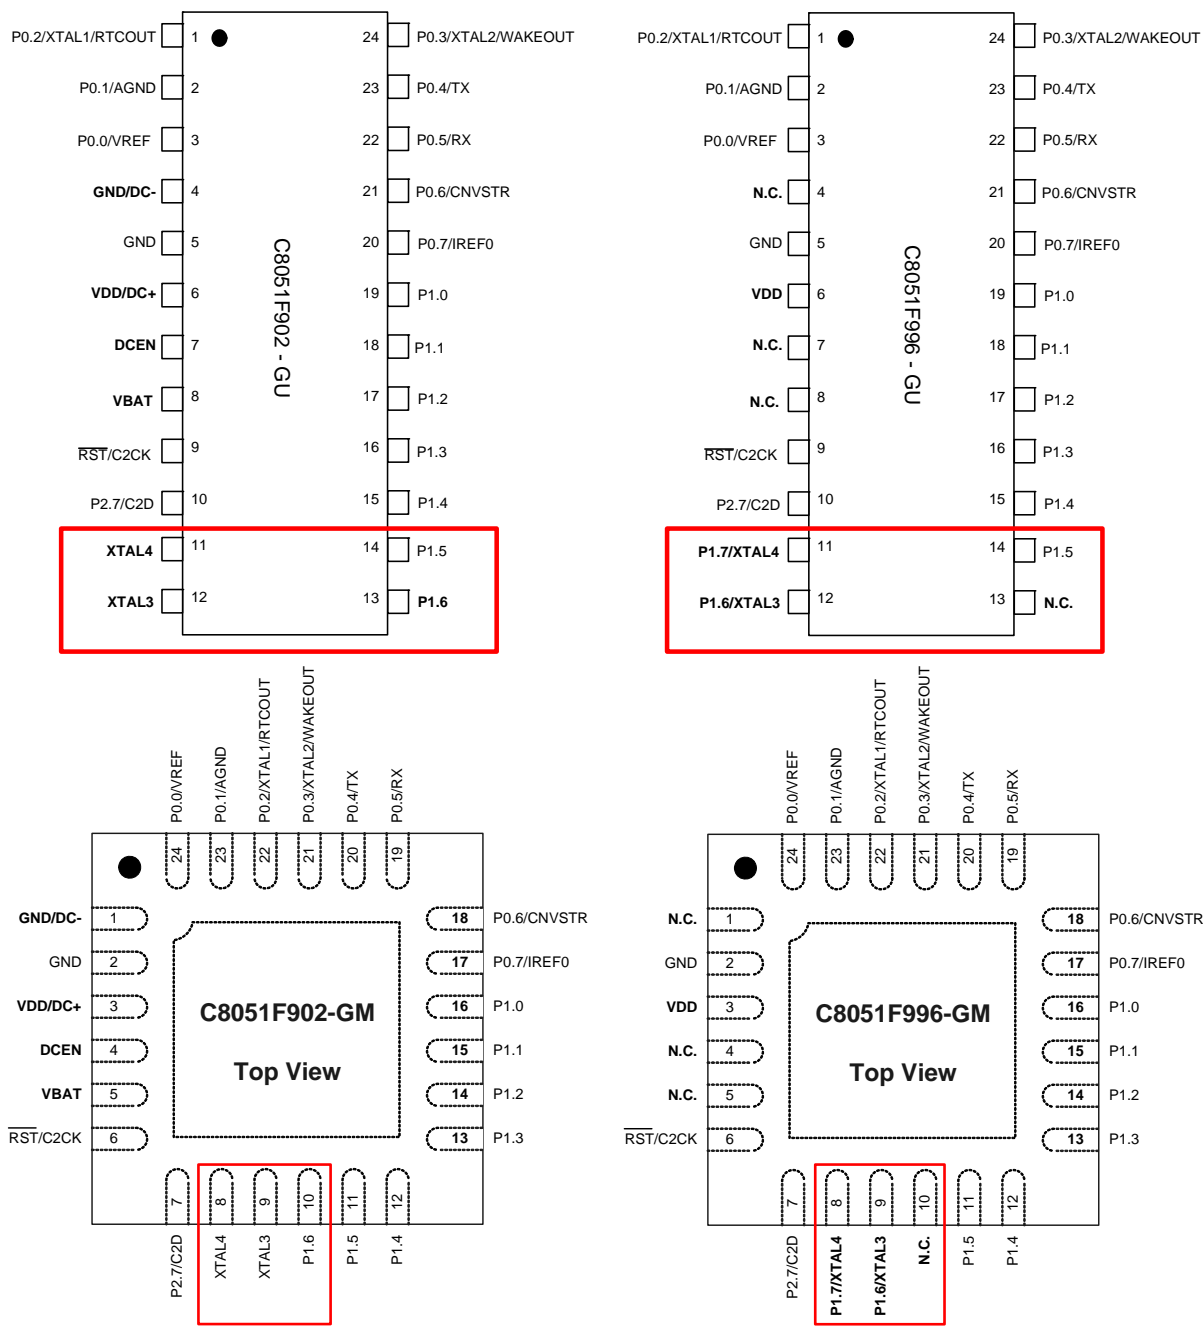 P0.2/XTAL1/RTCOUT 1 24 P0.3/XTAL2/WAKEOUT
P0.1/AGND 2 23 P0.4/TX
P0.0/VREF 3 22 P0.5/RX
GND/DC- 4 21 P0.6/CNVSTR
GND 5 20 P0.7/IREF0
VDD/DC+ 6 19 P1.0
DCEN 7 18 P1.1
VBAT 8 17 P1.2
RST/C2CK 9 16 P1.3
P2.7/C2D 10 15 P1.4
XTAL4 11 14 P1.5
XTAL3 12 13 P1.6
C8051F902 - GU
P0.2/XTAL1/RTCOUT 1 24 P0.3/XTAL2/WAKEOUT
P0.1/AGND 2 23 P0.4/TX
P0.0/VREF 3 22 P0.5/RX
N.C. 4 21 P0.6/CNVSTR
GND 5 20 P0.7/IREF0
VDD 6 19 P1.0
N.C. 7 18 P1.1
N.C. 8 17 P1.2
RST/C2CK 9 16 P1.3
P2.7/C2D 10 15 P1.4
P1.7/XTAL4 11 14 P1.5
P1.6/XTAL3 12 13 N.C.
C8051F996 - GU
P0.0/VREF
P0.1/AGND
P0.2/XTAL1/RTCOUT
P0.3/XTAL2/WAKEOUT
P0.4/TX
P0.5/RX
24 23 22 21 20 19
GND/DC- 1 18 P0.6/CNVSTR
GND 2 17 P0.7/IREF0
VDD/DC+ 3 16 P1.0
DCEN 4 15 P1.1
VBAT 5 14 P1.2
RST/C2CK 6 13 P1.3
C8051F902-GM
Top View
7 8 9 10 11 12
P2.7/C2D
XTAL4
XTAL3
P1.6
P1.5
P1.4
P0.0/VREF
P0.1/AGND
P0.2/XTAL1/RTCOUT
P0.3/XTAL2/WAKEOUT
P0.4/TX
P0.5/RX
24 23 22 21 20 19
N.C. 1 18 P0.6/CNVSTR
GND 2 17 P0.7/IREF0
VDD 3 16 P1.0
N.C. 4 15 P1.1
N.C. 5 14 P1.2
RST/C2CK 6 13 P1.3
C8051F996-GM
Top View
7 8 9 10 11 12
P2.7/C2D
P1.7/XTAL4
P1.6/XTAL3
N.C.
P1.5
P1.4